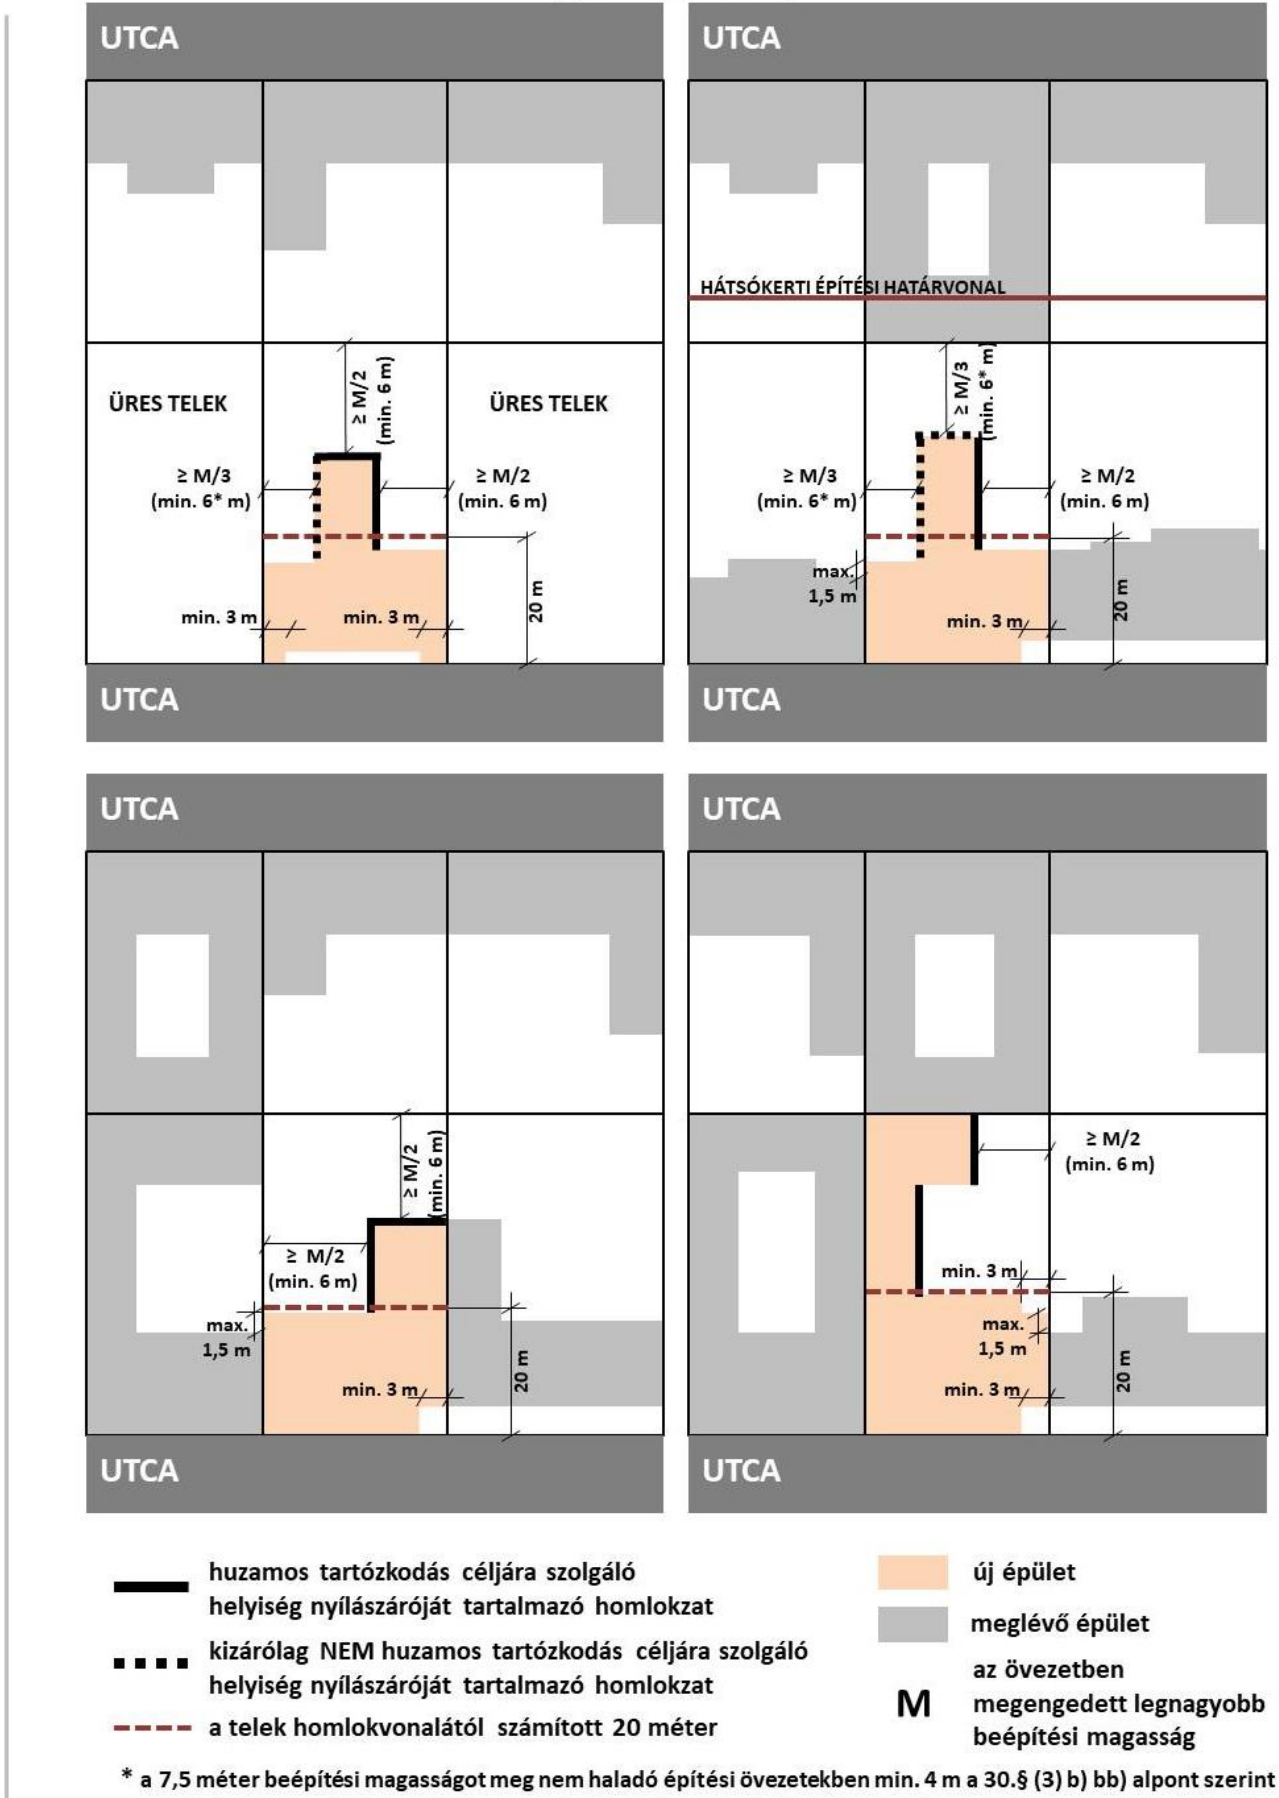 UTCA
ÜRES TELEK
ÜRES TELEK
≥ M/2
(min. 6 m)
≥ M/3
(min. 6* m)
≥ M/2
(min. 6 m)
min. 3 m
min. 3 m
20 m
UTCA
UTCA
HÁTSÓKERTI ÉPÍTÉSI HATÁRVONAL
≥ M/3
(min. 6* m)
≥ M/3
(min. 6* m)
≥ M/2
(min. 6 m)
max.
1,5 m
min. 3 m
20 m
UTCA
UTCA
≥ M/2
(min. 6 m)
≥ M/2
(min. 6 m)
max.
1,5 m
min. 3 m
20 m
UTCA
UTCA
≥ M/2
(min. 6 m)
min. 3 m
max.
1,5 m
min. 3 m
20 m
UTCA
huzamos tartózkodás céljára szolgáló
helyiség nyílászáróját tartalmazó homlokzat
kizárólag NEM huzamos tartózkodás céljára szolgáló
helyiség nyílászáróját tartalmazó homlokzat
a telek homlokvonalától számított 20 méter
új épület
meglévő épület
M
az övezetben
megengedett legnagyobb
beépítési magasság
* a 7,5 méter beépítési magasságot meg nem haladó építési övezetekben min. 4 m a 30.§ (3) b) bb) alpont szerint